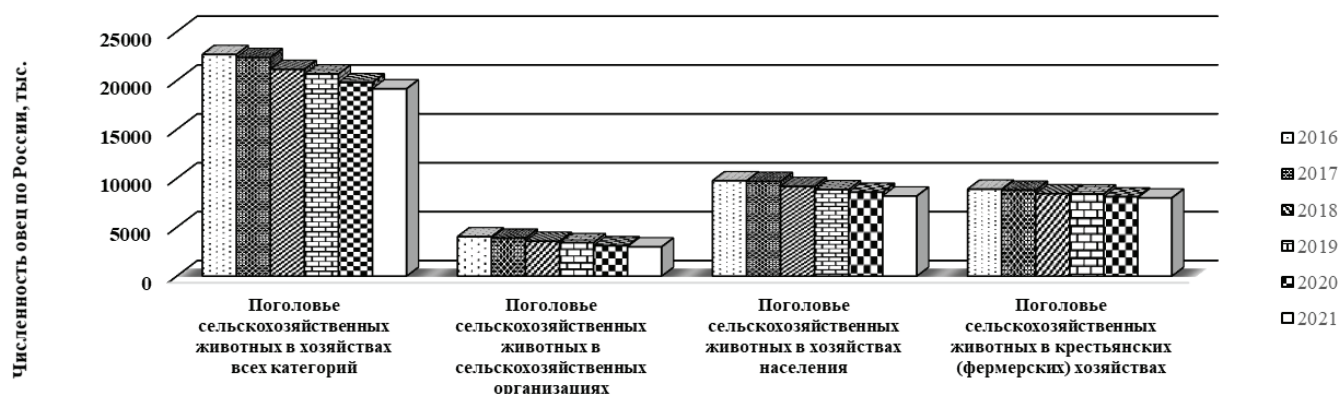 Численность овец по России, тыс.
25000
20000
15000
10000
5000
0
Поголовье
сельскохозяйственных
животных в хозяйствах
всех категорий
Поголовье
сельскохозяйственных
животных в
сельскохозяйственных
организациях
Поголовье
сельскохозяйственных
животных в хозяйствах
населения
Поголовье
сельскохозяйственных
животных в крестьянских
(фермерских) хозяйствах
2016
2017
2018
2019
2020
2021